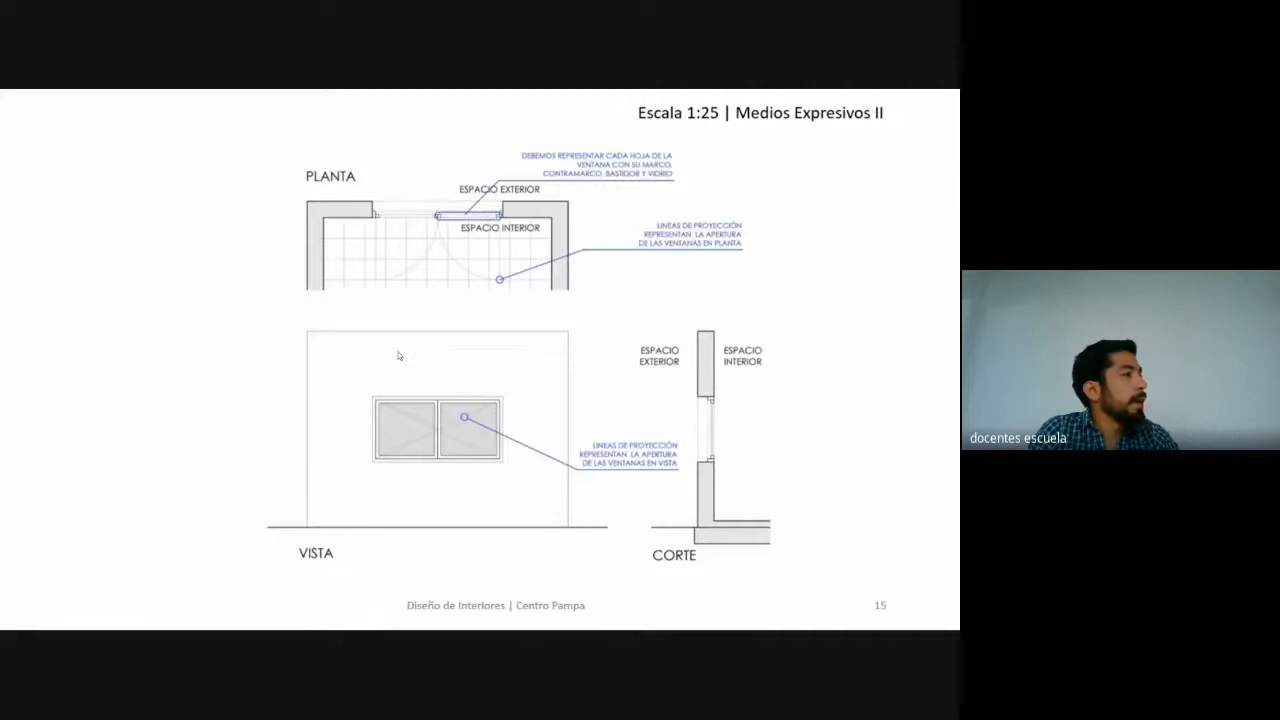 Escala 1:25 | Medios Expresivos II
DEBEMOS REPRESENTAR CADA HOJA DE LA
VENTANA CON SU MARCO,
CONTRAMARCO, BASTIDOR Y VIDRIO
PLANTA
ESPACIO EXTERIOR
ESPACIO INTERIOR
LINEAS DE PROYECCIÓN
REPRESENTAN LA APERTURA
DE LAS VENTANAS EN PLANTA
ESPACIO
EXTERIOR
ESPACIO
INTERIOR
LINEAS DE PROYECCIÓN
REPRESENTAN LA APERTURA
DE LAS VENTANAS EN VISTA
VISTA
CORTE
Diseño de Interiores | Centro Pampa
15
docentes escuela